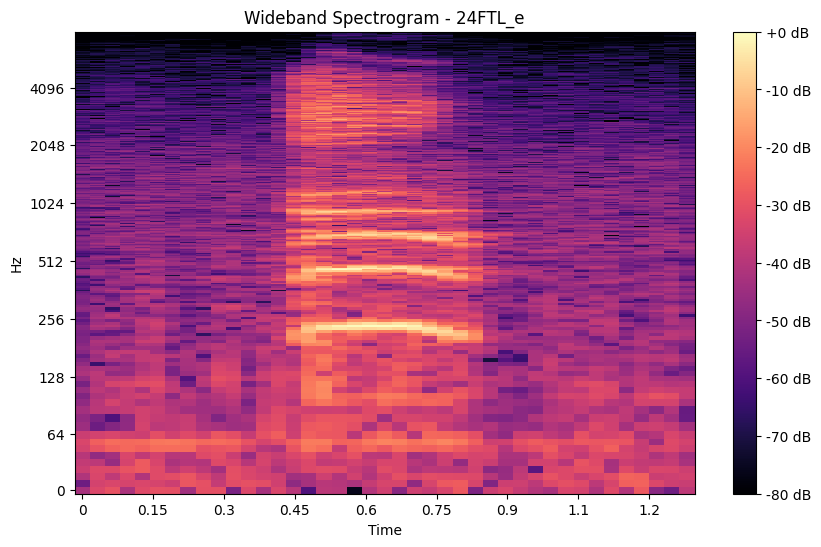 Wideband Spectrogram - 24FTL_e
+0 dB
4096
-10 dB
2048
-20 dB
1024
-30 dB
Hz
512
-40 dB
256
-50 dB
128
-60 dB
64
-70 dB
0
-80 dB
0 0.15 0.3 0.45 0.6 0.75 0.9 1.1 1.2
Time